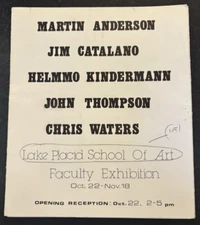 MARTIN ANDERSON
JIM CATALANO
HELMMO KINDERMANN
JOHN THOMPSON
CHRIS WATERS
Lake Placid School Of Art
Faculty Exhibition
Oct. 22-Nov. 18
OPENING RECEPTION: Oct. 22, 2-5 pm